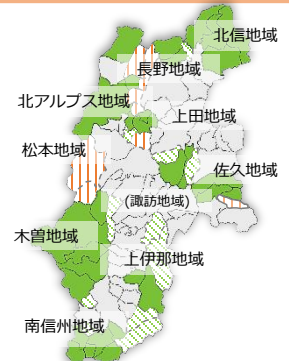 北信地域
長野地域
北アルプス地域
上田地域
松本地域
佐久地域
(諏訪地域)
木曽地域
上伊那地域
南信州地域